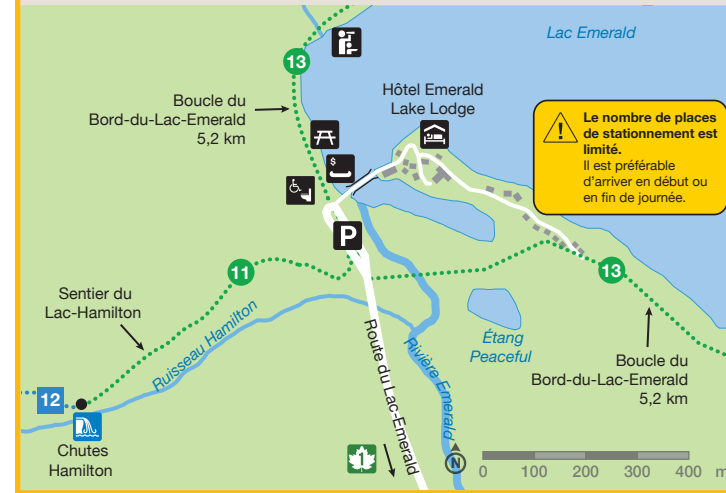 Lac Emerald
13
Boucle du
Bord-du-Lac-Emerald
5,2 km
Hôtel Emerald
Lake Lodge
Le nombre de places
de stationnement est
limité.
Il est préférable
d'arriver en début ou
en fin de journée.
$
P
11
13
Sentier du
Lac-Hamilton
Ruisseau Hamilton
Route du Lac-Emerald
Rivière Emerald
Étang
Peaceful
Boucle du
Bord-du-Lac-Emerald
5,2 km
12
Chutes
Hamilton
1
N
0 100 200 300 400 m